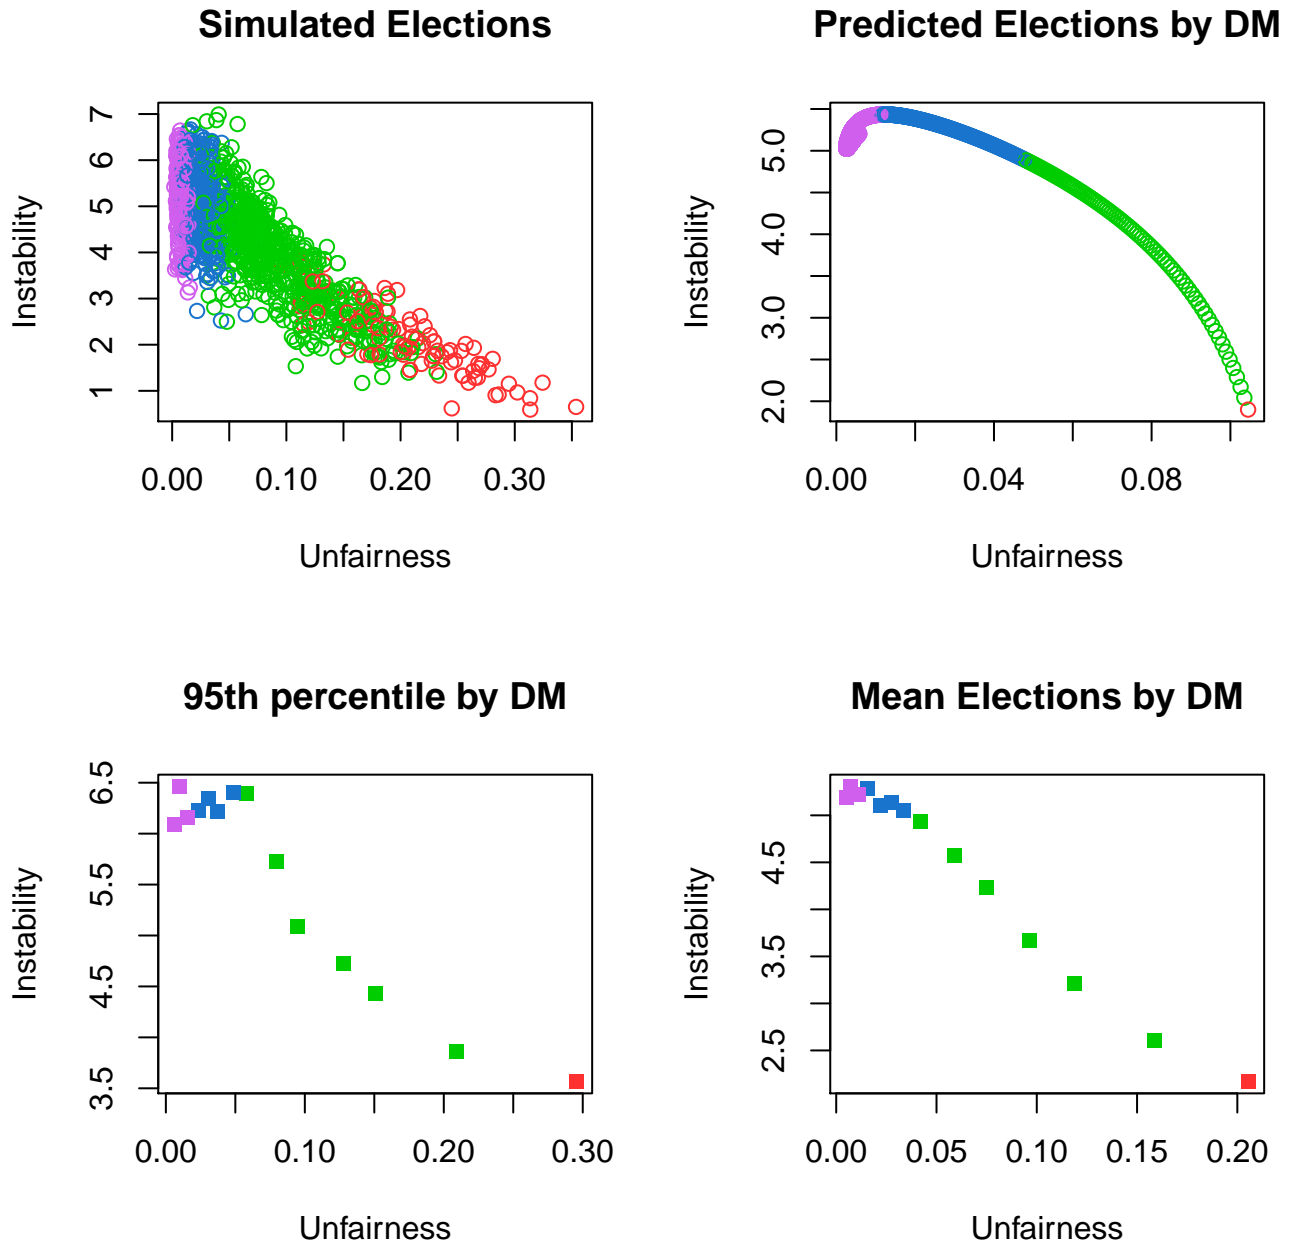 Simulated Elections
Instability
7
6
5
4
3
2
1
0.00 0.10 0.20 0.30
Unfairness
Predicted Elections by DM
Instability
5.0
4.0
3.0
2.0
0.00 0.04 0.08
Unfairness
95th percentile by DM
Instability
6.5
5.5
4.5
3.5
0.00 0.10 0.20 0.30
Unfairness
Mean Elections by DM
Instability
4.5
3.5
2.5
0.00 0.05 0.10 0.15 0.20
Unfairness